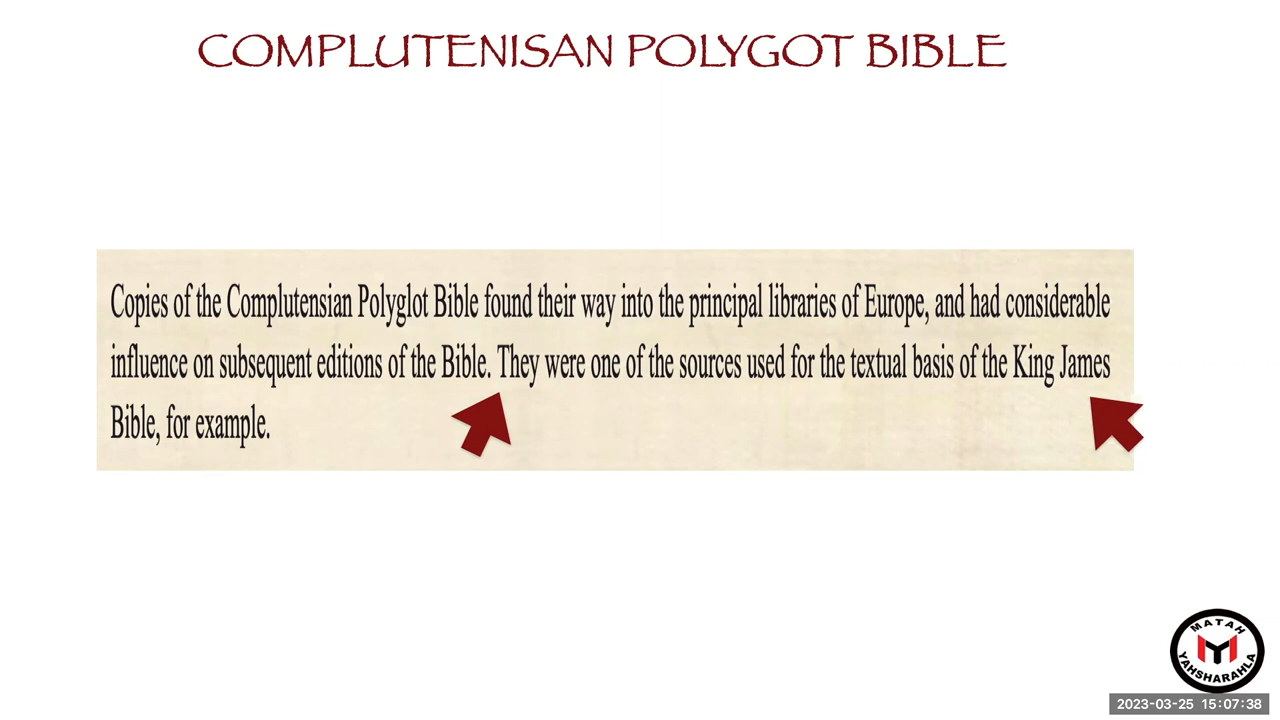 COMPLUTENISAN POLYGOT BIBLE
Copies of the Complutensian Polyglot Bible found their way into the principal libraries of Europe, and had considerable
influence on subsequent editions of the Bible. They were one of the sources used for the textual basis of the King James
Bible, for example.
MATAH
YAHSHARAHLA
2023-03-25 15:07:38